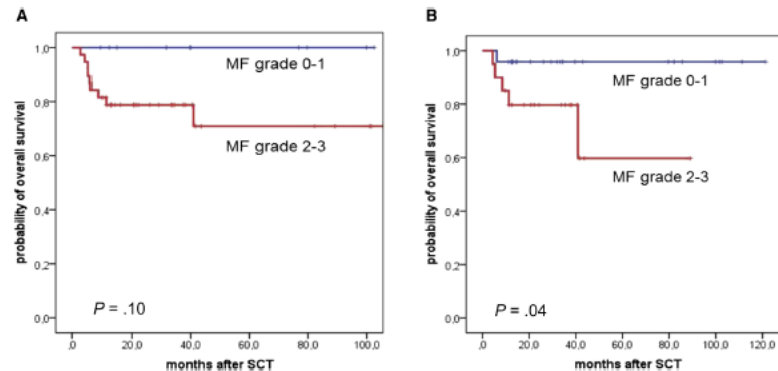 A
probability of overall survival
1,0
0,8
0,6
0,4
0,2
0,0
MF grade 0-1
MF grade 2-3
P = .10
,0 20,0 40,0 60,0 80,0 100,0
months after SCT
B
probability of overall survival
1,0
0,8
0,6
0,4
0,2
0,0
MF grade 0-1
MF grade 2-3
P = .04
,0 20,0 40,0 60,0 80,0 100,0 120,0
months after SCT